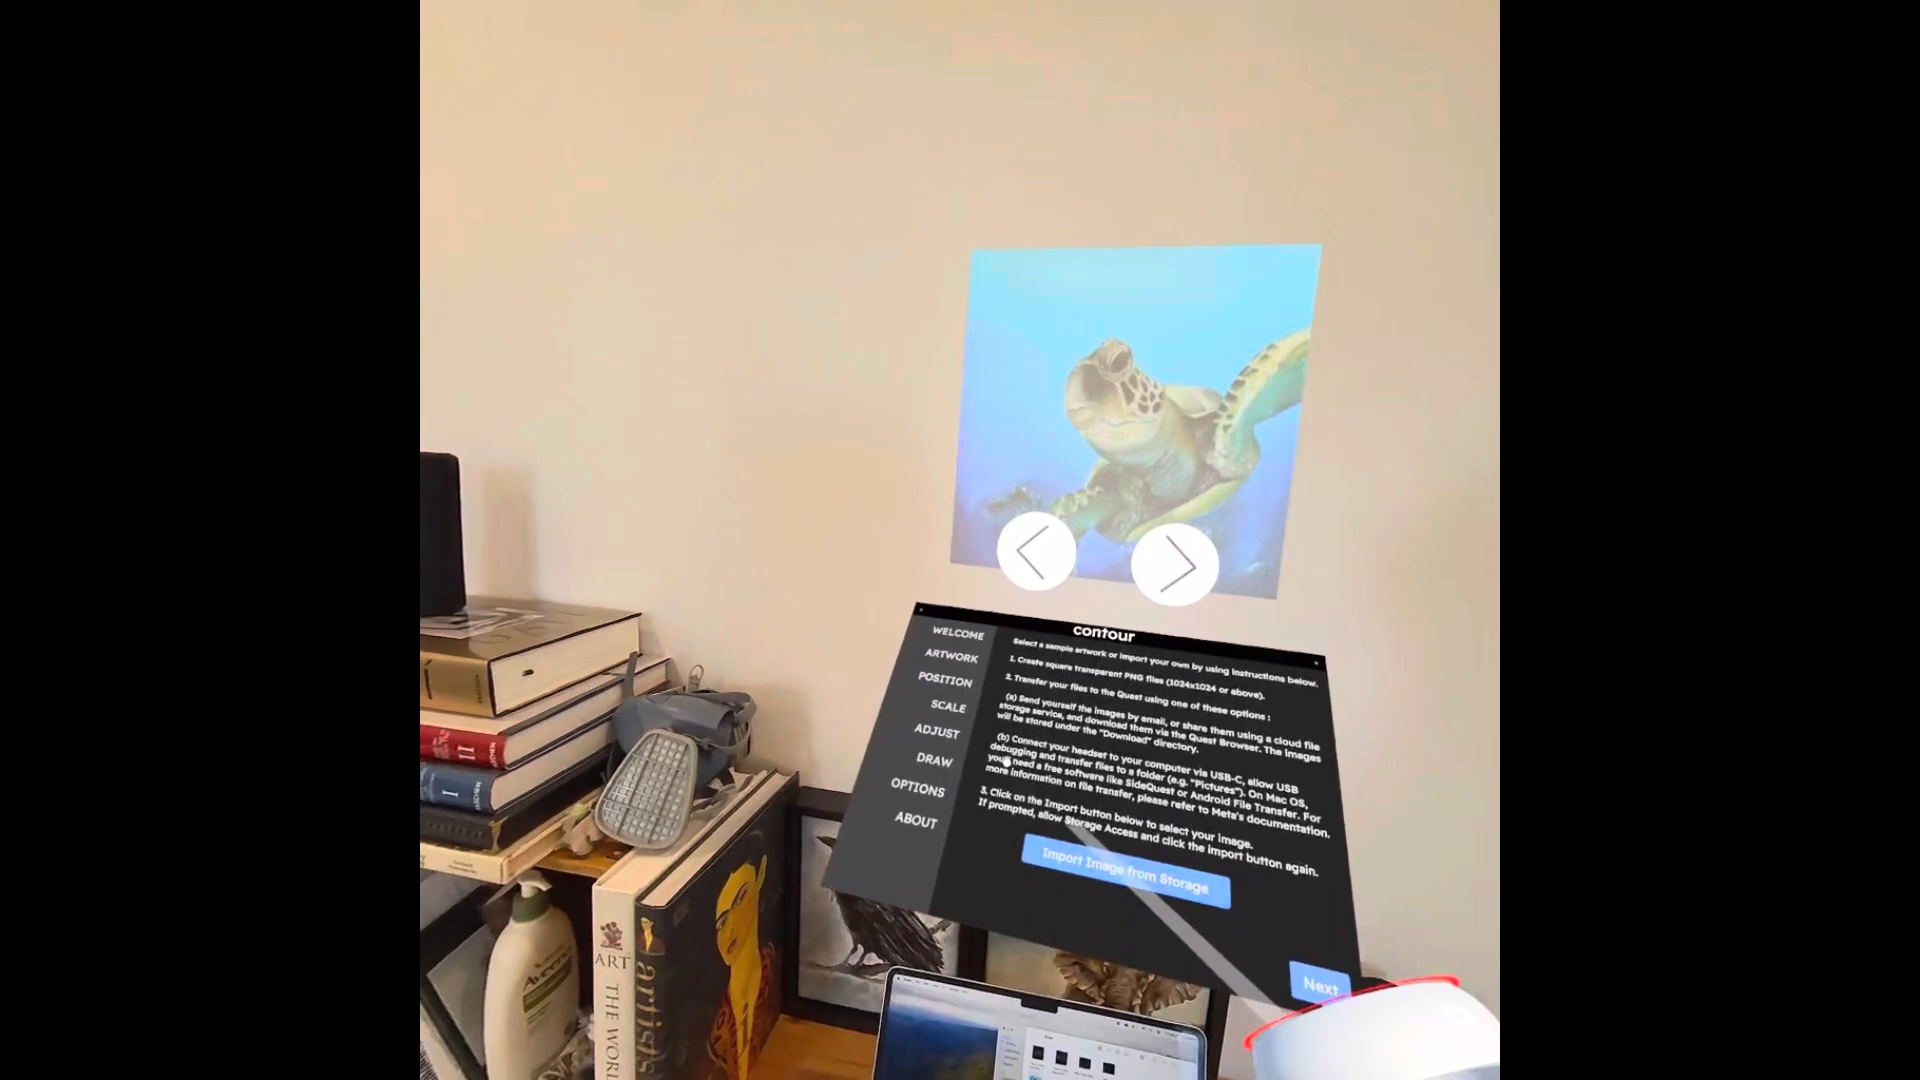 contour
WELCOME
ARTWORK
POSITION
SCALE
ADJUST
DRAW
OPTIONS
ABOUT
Select a sample artwork or import your own by using instructions below.
1. Create square transparent PNG files (1024x1024 or above).
2. Transfer your files to the Quest using one of these options :
(a) Send yourself the images by email, or share them using a cloud file
storage service, and download them via the Quest Browser. The images
will be stored under the "Download" directory.
(b) Connect your headset to your computer via USB-C, allow USB
debugging and transfer files to a folder (e.g. "Pictures"). On Mac OS,
need a free software like SideQuest or Android File Transfer. For
more information on file transfer, please refer to Meta's documentation.
3. Click on the Import button below to select your image.
If prompted, allow Storage Access and click the import button again.
Import Image from Storage
Next
II
I
Aveeno
ART
THE WORL
artists